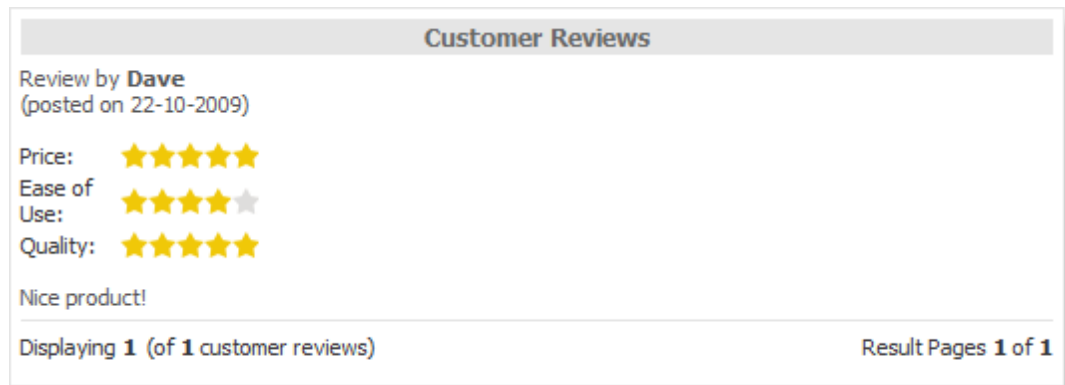 Customer Reviews
Review by Dave
(posted on 22-10-2009)
Price:
Ease of
Use:
Quality:
Nice product!
Displaying 1 (of 1 customer reviews) Result Pages 1 of 1